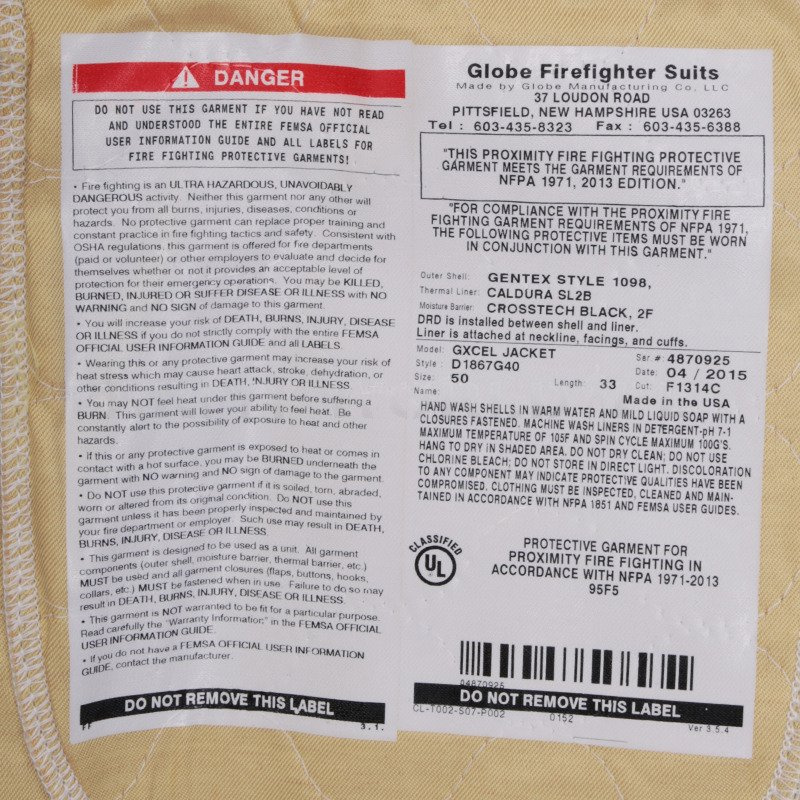 DANGER
DO NOT USE THIS GARMENT IF YOU HAVE NOT READ
AND UNDERSTOOD THE ENTIRE FEMSA OFFICIAL
USER INFORMATION GUIDE AND ALL LABELS FOR
FIRE FIGHTING PROTECTIVE GARMENTS!
• Fire fighting is an ULTRA HAZARDOUS, UNAVOIDABLY
DANGEROUS activity. Neither this garment nor any other will
protect you from all burns, injuries, diseases, conditions or
hazards. No protective garment can replace proper training and
constant practice in fire fighting tactics and safety. Consistent with
OSHA regulations, this garment is offered for fire departments
(paid or volunteer) or other employers to evaluate and decide for
themselves whether or not it provides an acceptable level of
protection for their emergency operations. You may be KILLED,
BURNED, INJURED OR SUFFER DISEASE OR ILLNESS with NO
WARNING and NO SIGN of damage to this garment.
• You will increase your risk of DEATH, BURNS, INJURY, DISEASE
OR ILLNESS if you do not strictly comply with the entire FEMSA
OFFICIAL USER INFORMATION GUIDE and all LABELS.
• Wearing this or any protective garment may increase your risk of
heat stress which may cause heart attack, stroke, dehydration, or
other conditions resulting in DEATH, INJURY OR ILLNESS.
• You may NOT feel heat under this garment before suffering a
BURN. This garment will lower your ability to feel heat. Be
constantly alert to the possibility of exposure to heat and other
hazards.
• If this or any protective garment is exposed to heat or comes in
contact with a hot surface, you may be BURNED underneath the
garment with NO warning and NO SIGN of damage to the garment.
• Do NOT use this protective garment if it is soiled, torn, abraded,
worn or altered from its original condition. Do NOT use this
garment unless it has been properly inspected and maintained by
your fire department or employer. Such use may result in DEATH,
BURNS, INJURY, DISEASE OR ILLNESS.
• This garment is designed to be used as a unit. All garment
components (outer shell, moisture barrier, thermal barrier, etc.)
MUST be used and all garment closures (flaps, buttons, hooks,
collars, etc.) MUST be fastened when in use. Failure to do so may
result in DEATH, BURNS, INJURY, DISEASE OR ILLNESS.
• This garment is NOT warranted to be fit for a particular purpose.
Read carefully the "Warranty Information" in the FEMSA OFFICIAL
USER INFORMATION GUIDE.
• If you do not have a FEMSA OFFICIAL USER INFORMATION
GUIDE, contact the manufacturer.
DO NOT REMOVE THIS LABEL
FF 3.1.
Globe Firefighter Suits
Made by Globe Manufacturing Co, LLC
37 LOUDON ROAD
PITTSFIELD, NEW HAMPSHIRE USA 03263
Tel : 603-435-8323 Fax : 603-435-6388
"THIS PROXIMITY FIRE FIGHTING PROTECTIVE
GARMENT MEETS THE GARMENT REQUIREMENTS OF
NFPA 1971, 2013 EDITION."
"FOR COMPLIANCE WITH THE PROXIMITY FIRE
FIGHTING GARMENT REQUIREMENTS OF NFPA 1971,
THE FOLLOWING PROTECTIVE ITEMS MUST BE WORN
IN CONJUNCTION WITH THIS GARMENT."
Outer Shell: GENTEX STYLE 1098,
Thermal Liner: CALDURA SL2B
Moisture Barrier: CROSSTECH BLACK, 2F
DRD is installed between shell and liner.
Liner is attached at neckline, facings, and cuffs.
Model: GXCEL JACKET Ser # 4870925
Style : D1867G40 Date: 04 / 2015
Size: 50 Length: 33 Cut: F1314C
Name: Made in the USA
HAND WASH SHELLS IN WARM WATER AND MILD LIQUID SOAP WITH A
CLOSURES FASTENED. MACHINE WASH LINERS IN DETERGENT-pH 7-1
MAXIMUM TEMPERATURE OF 105F AND SPIN CYCLE MAXIMUM 100G'S.
HANG TO DRY IN SHADED AREA. DO NOT DRY CLEAN; DO NOT USE
CHLORINE BLEACH; DO NOT STORE IN DIRECT LIGHT. DISCOLORATION
TO ANY COMPONENT MAY INDICATE PROTECTIVE QUALITIES HAVE BEEN
COMPROMISED. CLOTHING MUST BE INSPECTED, CLEANED AND MAIN-
TAINED IN ACCORDANCE WITH NFPA 1851 AND FEMSA USER GUIDES.
CLASSIFIED
UL
PROTECTIVE GARMENT FOR
PROXIMITY FIRE FIGHTING IN
ACCORDANCE WITH NFPA 1971-2013
95F5
04870925
DO NOT REMOVE THIS LABEL
CL-T002-S07-P002 0152 Ver 3.5.4